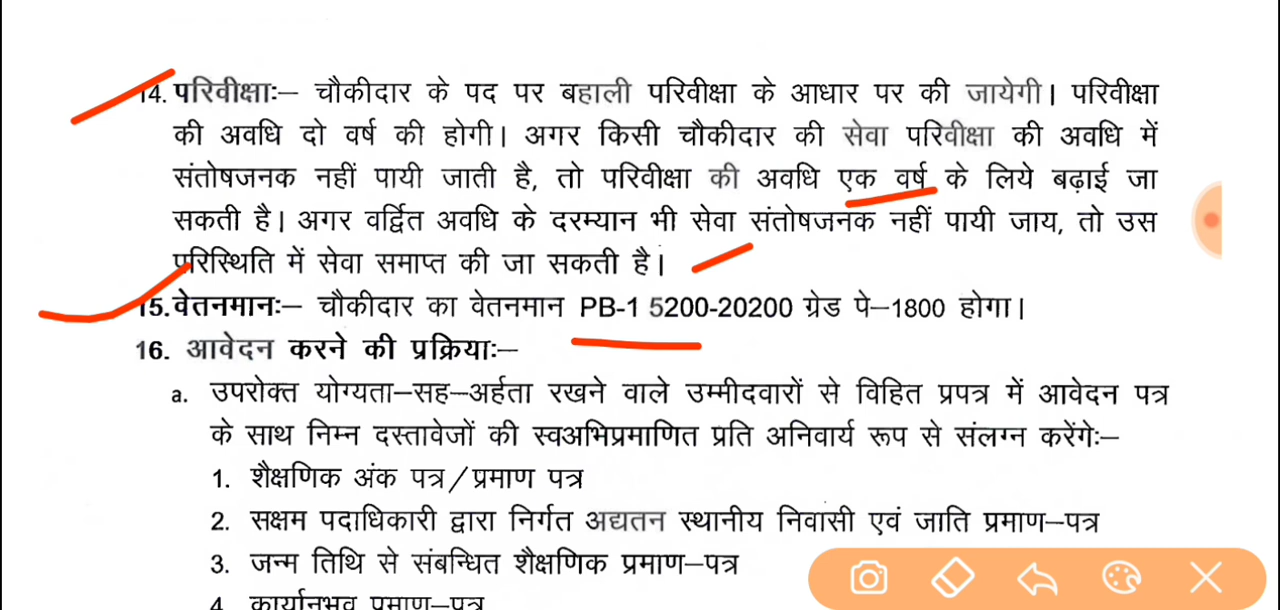 14. परिवीक्षाः– चौकीदार के पद पर बहाली परिवीक्षा के आधार पर की जायेगी। परिवीक्षा
की अवधि दो वर्ष की होगी। अगर किसी चौकीदार की सेवा परिवीक्षा की अवधि में
संतोषजनक नहीं पायी जाती है, तो परिवीक्षा की अवधि एक वर्ष के लिये बढ़ाई जा
सकती है। अगर वर्द्वित अवधि के दरम्यान भी सेवा संतोषजनक नहीं पायी जाय, तो उस
परिस्थिति में सेवा समाप्त की जा सकती है।
15. वेतनमानः– चौकीदार का वेतनमान PB-1 5200-20200 ग्रेड पे–1800 होगा।
16. आवेदन करने की प्रक्रियाः–
a. उपरोक्त योग्यता–सह–अर्हता रखने वाले उम्मीदवारों से विहित प्रपत्र में आवेदन पत्र
के साथ निम्न दस्तावेजों की स्वअभिप्रमाणित प्रति अनिवार्य रूप से संलग्न करेंगेः–
1. शैक्षणिक अंक पत्र/प्रमाण पत्र
2. सक्षम पदाधिकारी द्वारा निर्गत अद्यतन स्थानीय निवासी एवं जाति प्रमाण–पत्र
3. जन्म तिथि से संबन्धित शैक्षणिक प्रमाण–पत्र
4. कार्यानुभव प्रमाण–पत्र